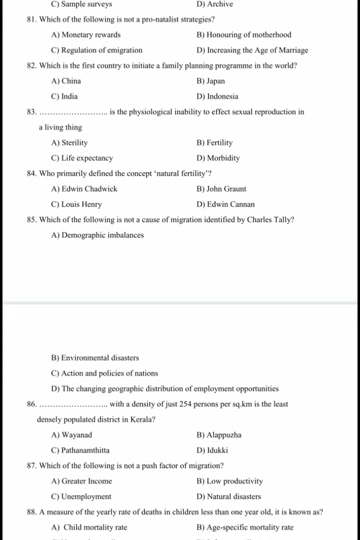 C) Sample surveys D) Archive
81. Which of the following is not a pro-natalist strategies?
A) Monetary rewards B) Honouring of motherhood
C) Regulation of emigration D) Increasing the Age of Marriage
82. Which is the first country to initiate a family planning programme in the world?
A) China B) Japan
C) India D) Indonesia
83. ........................... is the physiological inability to effect sexual reproduction in
a living thing
A) Sterility B) Fertility
C) Life expectancy D) Morbidity
84. Who primarily defined the concept ‘natural fertility’?
A) Edwin Chadwick B) John Graunt
C) Louis Henry D) Edwin Cannan
85. Which of the following is not a cause of migration identified by Charles Tally?
A) Demographic imbalances
B) Environmental disasters
C) Action and policies of nations
D) The changing geographic distribution of employment opportunities
86. ........................... with a density of just 254 persons per sq.km is the least
densely populated district in Kerala?
A) Wayanad B) Alappuzha
C) Pathanamthitta D) Idukki
87. Which of the following is not a push factor of migration?
A) Greater Income B) Low productivity
C) Unemployment D) Natural disasters
88. A measure of the yearly rate of deaths in children less than one year old, it is known as?
A) Child mortality rate B) Age-specific mortality rate